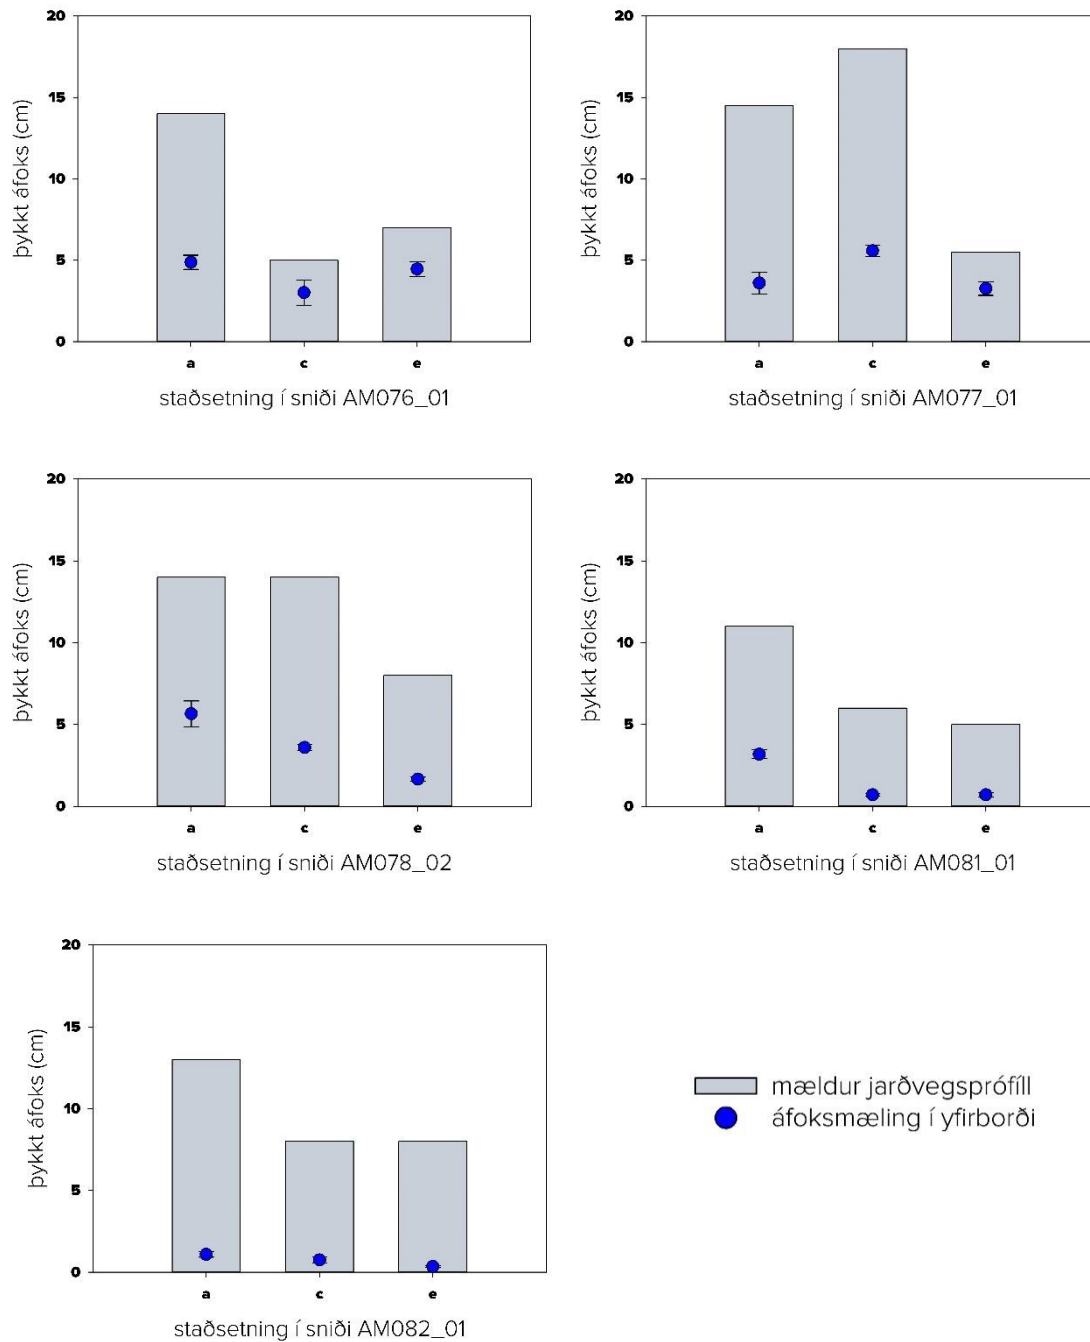 20
15
10
5
0
þykkt áfoks (cm)
a c e
staðsetning í sniði AM076_01
20
15
10
5
0
þykkt áfoks (cm)
a c e
staðsetning í sniði AM077_01
20
15
10
5
0
þykkt áfoks (cm)
a c e
staðsetning í sniði AM078_02
20
15
10
5
0
þykkt áfoks (cm)
a c e
staðsetning í sniði AM081_01
20
15
10
5
0
þykkt áfoks (cm)
a c e
staðsetning í sniði AM082_01
mældur jarðvegsprófíll
áfoksmæling í yfirborði